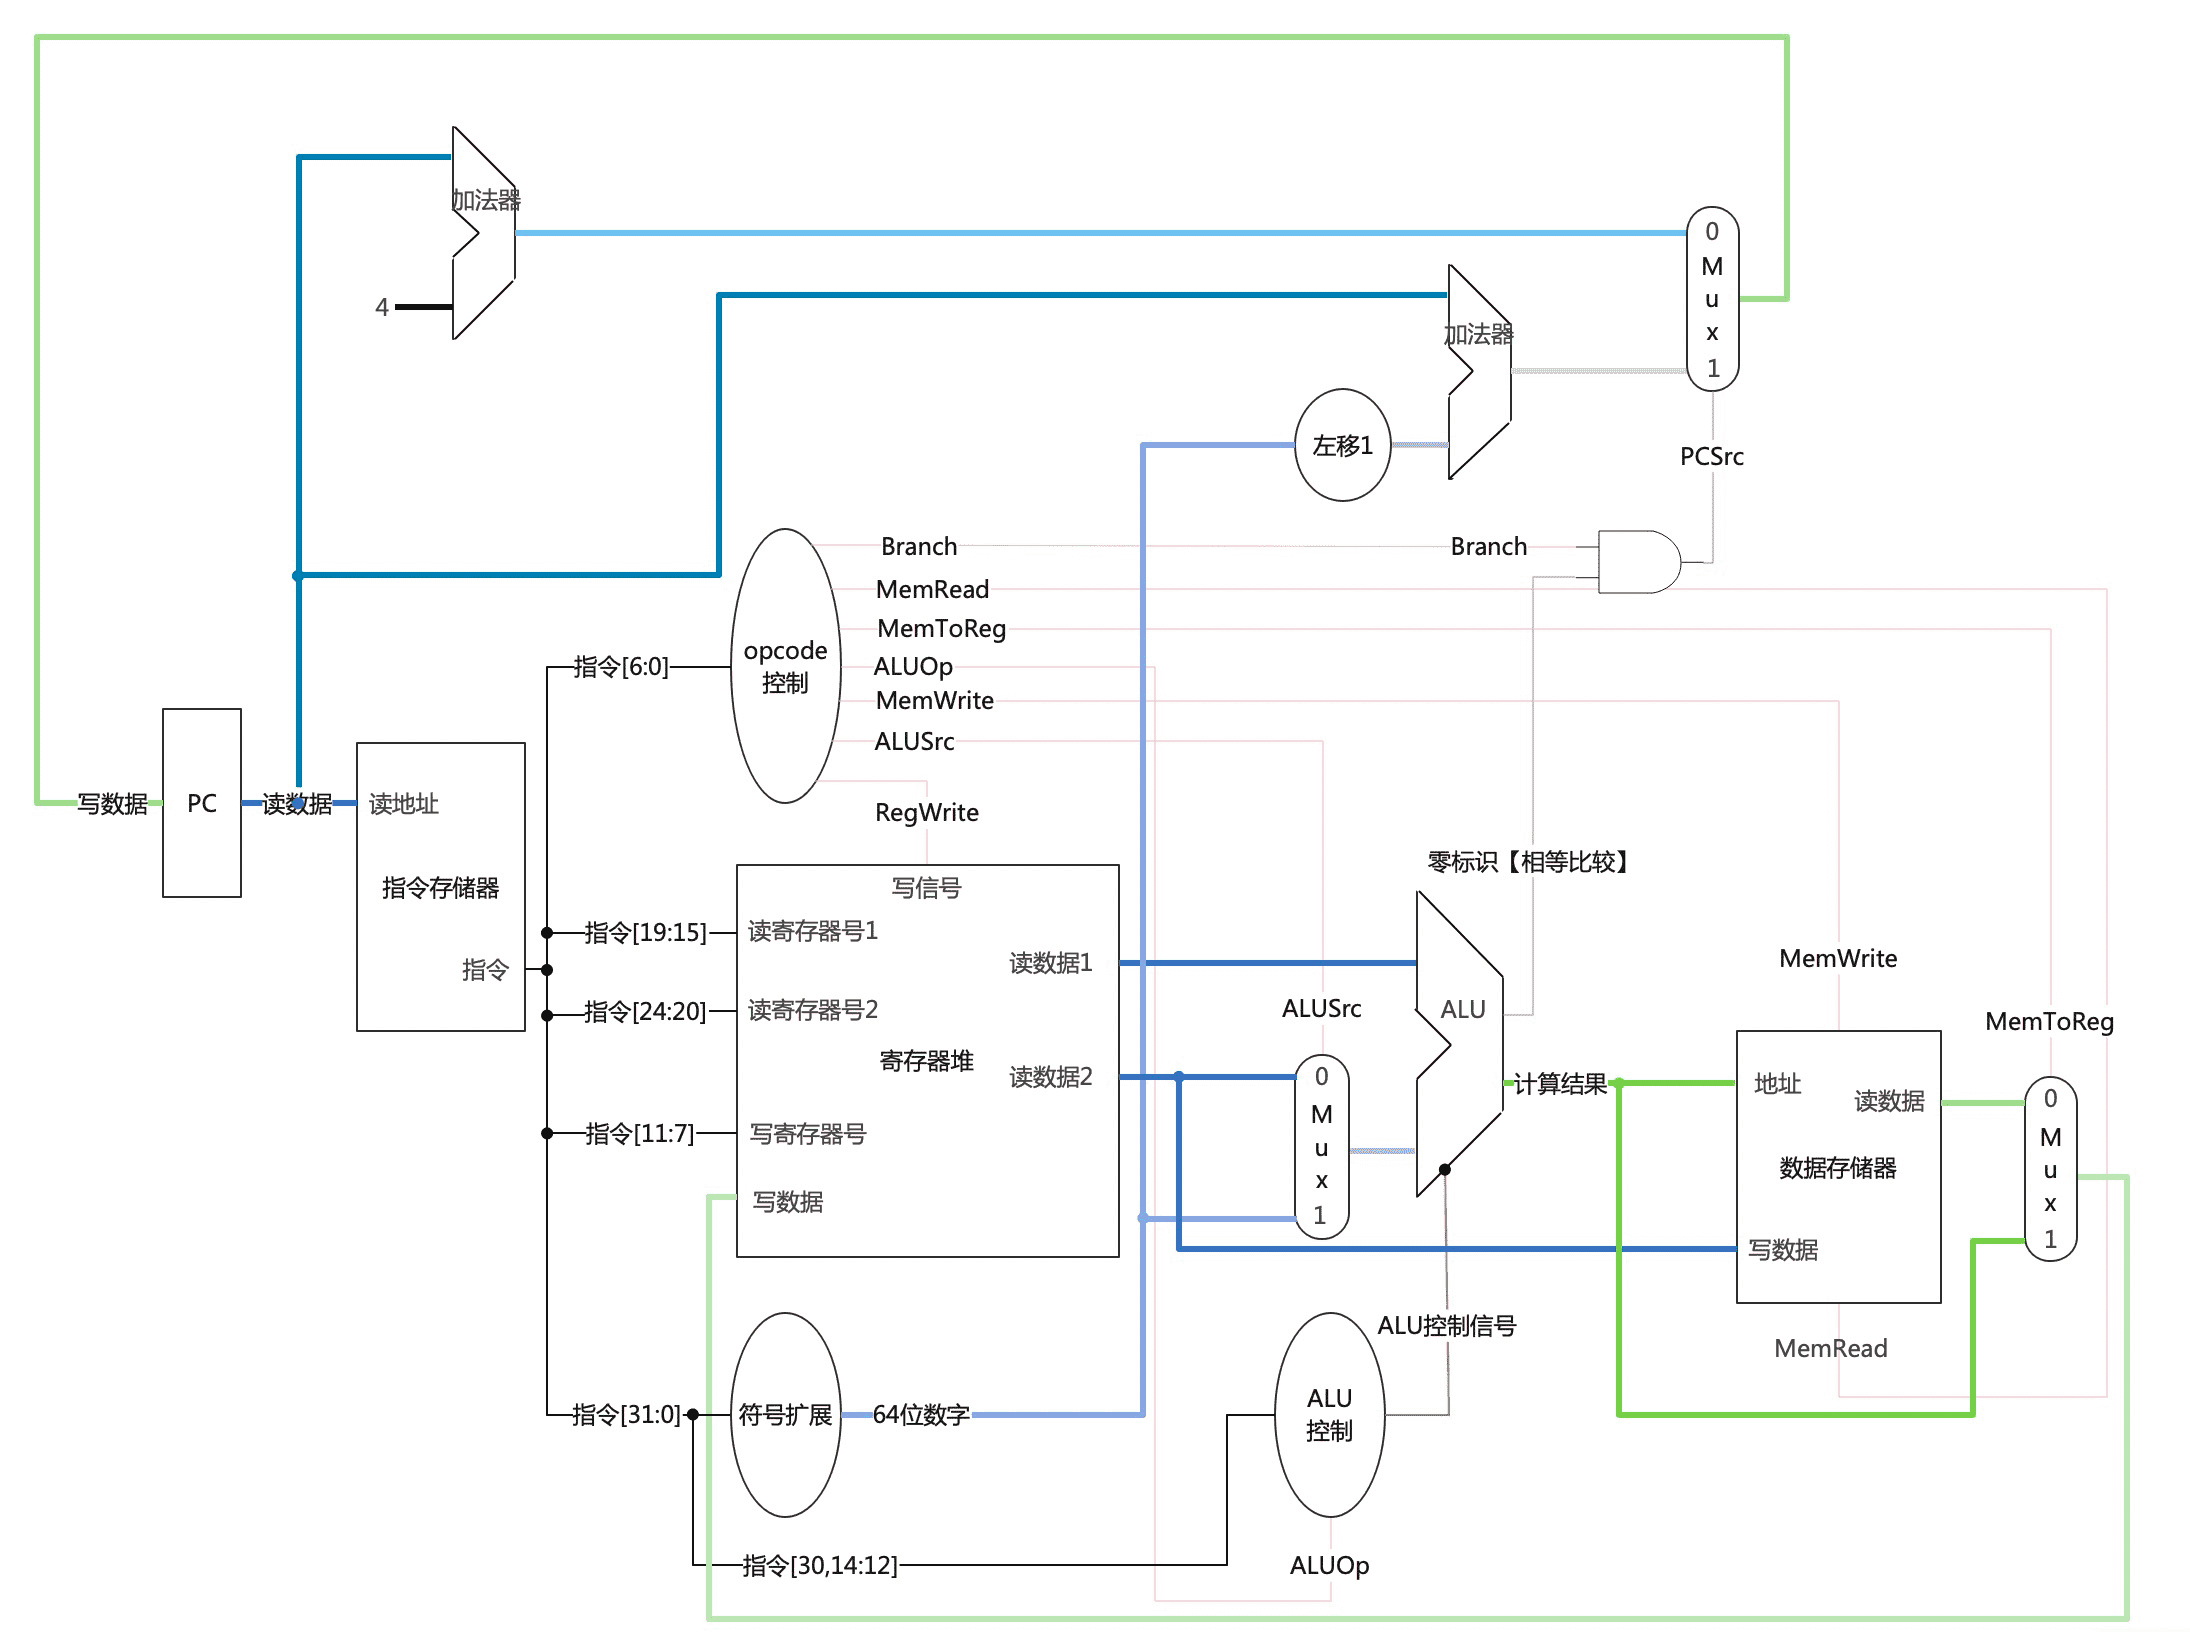 加法器
4
0
M
u
x
1
加法器
左移1
PCSrc
Branch
Branch
MemRead
MemToReg
ALUOp
MemWrite
ALUSrc
RegWrite
opcode
控制
指令[6:0]
写数据
PC
读数据
读地址
指令存储器
指令
零标识【相等比较】
写信号
指令[19:15]
读寄存器号1
读数据1
指令[24:20]
读寄存器号2
寄存器堆
读数据2
指令[11:7]
写寄存器号
写数据
ALUSrc
0
M
u
x
1
ALU
计算结果
MemWrite
MemToReg
地址
读数据
数据存储器
写数据
0
M
u
x
1
MemRead
ALU控制信号
指令[31:0]
符号扩展
64位数字
ALU
控制
指令[30,14:12]
ALUOp